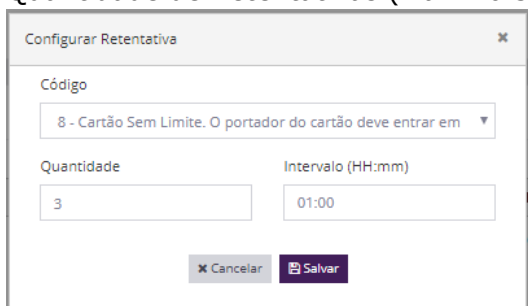 Configurar Retentativa ×
Código
8 - Cartão Sem Limite. O portador do cartão deve entrar em
Quantidade Intervalo (HH:mm)
3 01:00
× Cancelar Salvar